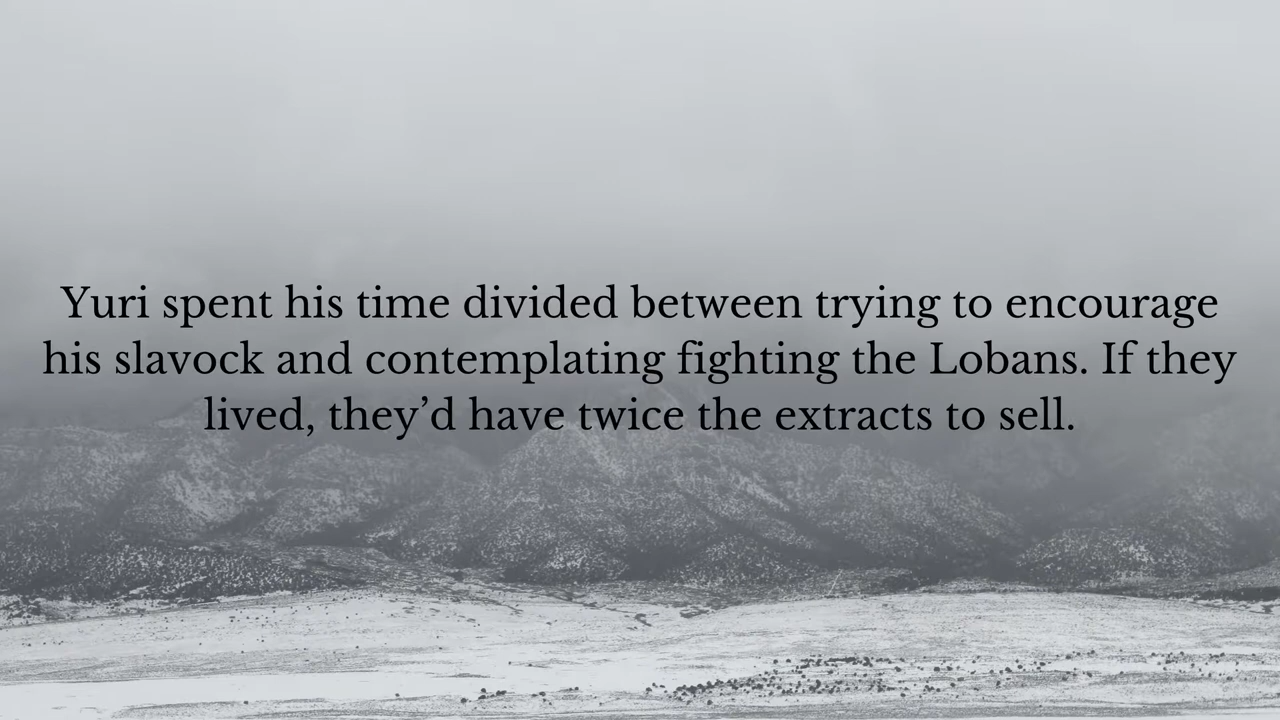 Yuri spent his time divided between trying to encourage
his slavock and contemplating fighting the Lobans. If they
lived, they’d have twice the extracts to sell.